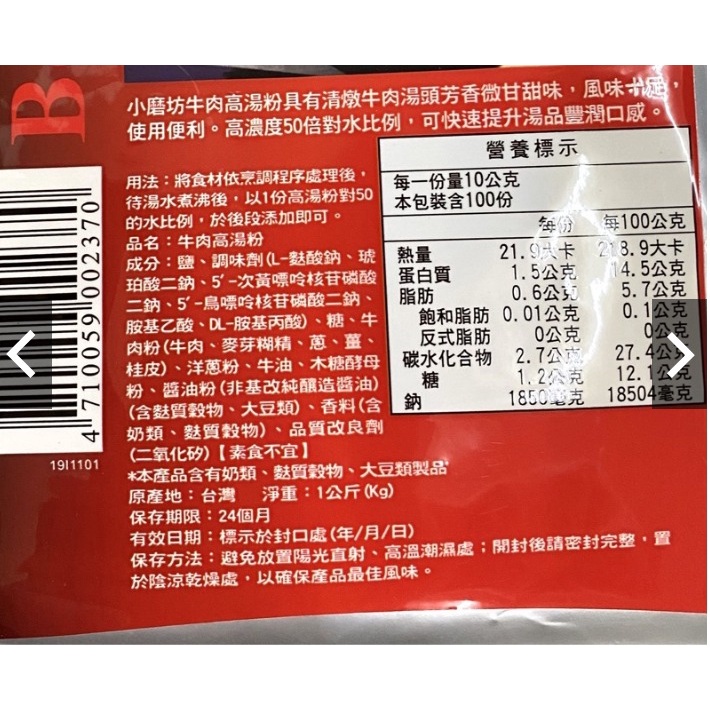 B
小磨坊牛肉高湯粉具有清燉牛肉湯頭芳香微甘甜味，風味十足，
使用便利。高濃度50倍對水比例，可快速提升湯品豐潤口感。
用法：將食材依烹調程序處理後，
待湯水煮沸後，以1份高湯粉對50
的水比例，於後段添加即可。
品名：牛肉高湯粉
成分：鹽、調味劑(L-麩酸鈉、琥
珀酸二鈉、5'-次黃嘌呤核苷磷酸
二鈉、5'-鳥嘌呤核苷磷酸二鈉、
胺基乙酸、DL-胺基丙酸)、糖、牛
肉粉(牛肉、麥芽糊精、蔥、薑、
桂皮)、洋蔥粉、牛油、木糖酵母
粉、醬油粉(非基改純釀造醬油)
(含麩質穀物、大豆類)、香料(含
奶類、麩質穀物)、品質改良劑
(二氧化矽)【素食不宜】
*本產品含有奶類、麩質穀物、大豆類製品*
原產地：台灣 淨重：1公斤(Kg)
保存期限：24個月
有效日期：標示於封口處(年/月/日)
保存方法：避免放置陽光直射、高溫潮濕處；開封後請密封完整，置
於陰涼乾燥處，以確保產品最佳風味。
營養標示
每一份量10公克
本包裝含100份
每份 每100公克
熱量 21.9大卡 218.9大卡
蛋白質 1.5公克 14.5公克
脂肪 0.6公克 5.7公克
飽和脂肪 0.01公克 0.1公克
反式脂肪 0公克 0公克
碳水化合物 2.7公克 27.4公克
糖 1.2公克 12.1公克
鈉 1850毫克 18504毫克
4 710059 002370
19I1101